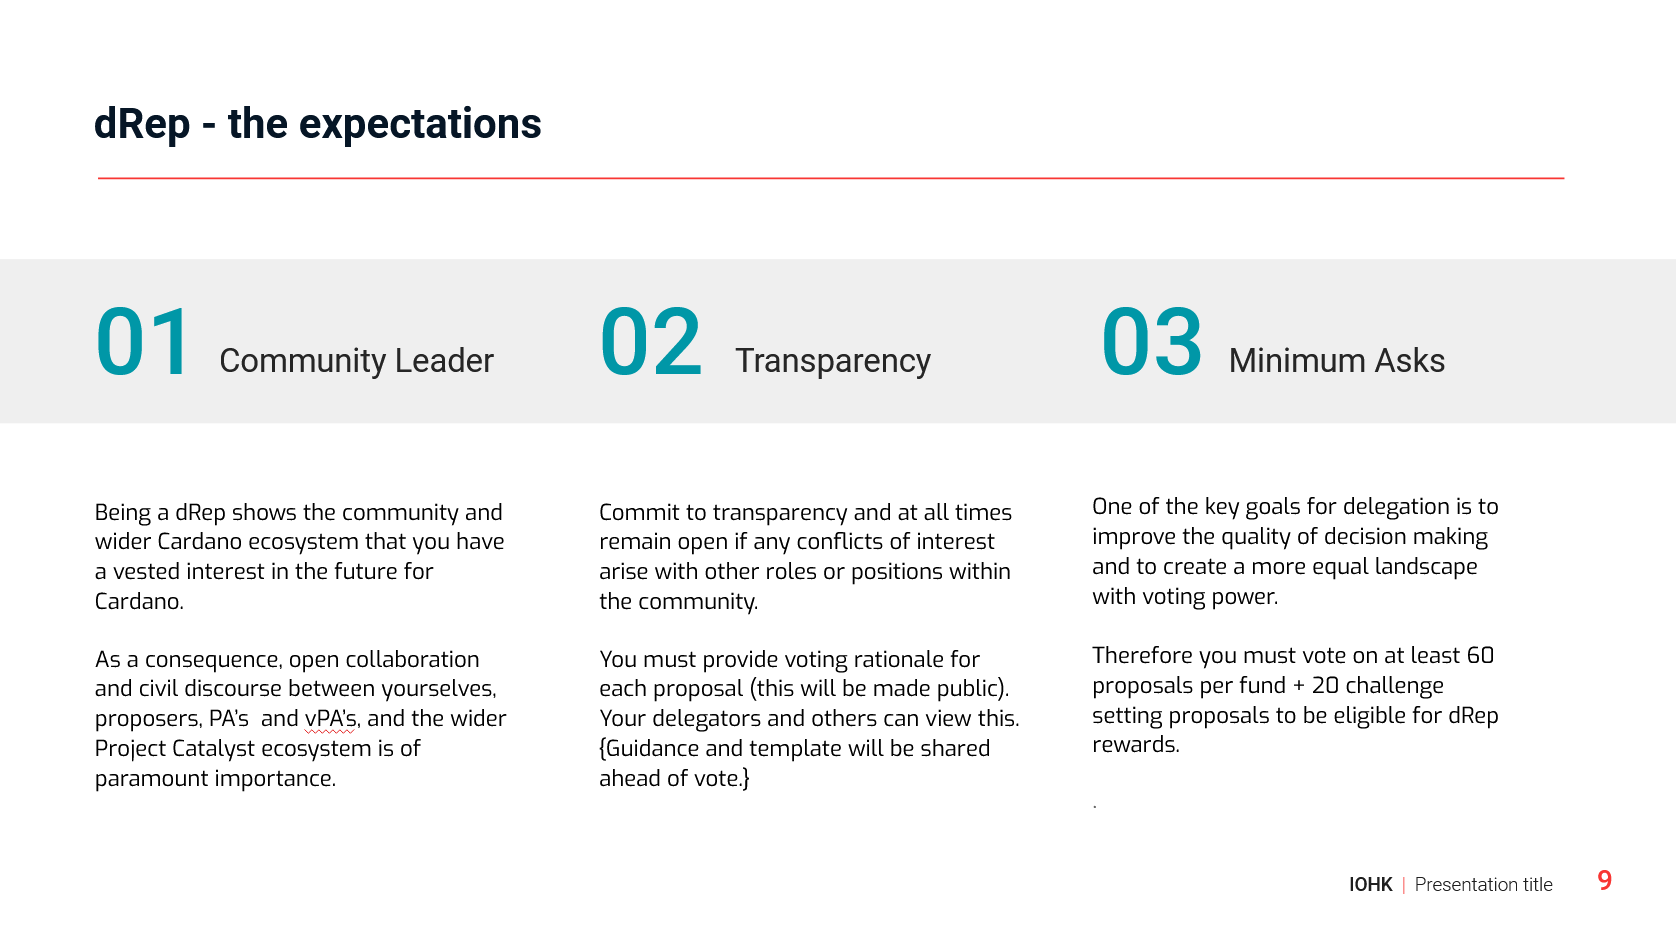 dRep - the expectations
01 Community Leader
02 Transparency
03 Minimum Asks
Being a dRep shows the community and
wider Cardano ecosystem that you have
a vested interest in the future for
Cardano.
As a consequence, open collaboration
and civil discourse between yourselves,
proposers, PA's  and vPA's, and the wider
Project Catalyst ecosystem is of
paramount importance.
Commit to transparency and at all times
remain open if any conflicts of interest
arise with other roles or positions within
the community.
You must provide voting rationale for
each proposal (this will be made public).
Your delegators and others can view this.
{Guidance and template will be shared
ahead of vote.}
One of the key goals for delegation is to
improve the quality of decision making
and to create a more equal landscape
with voting power.
Therefore you must vote on at least 60
proposals per fund + 20 challenge
setting proposals to be eligible for dRep
rewards.
.
IOHK | Presentation title 9